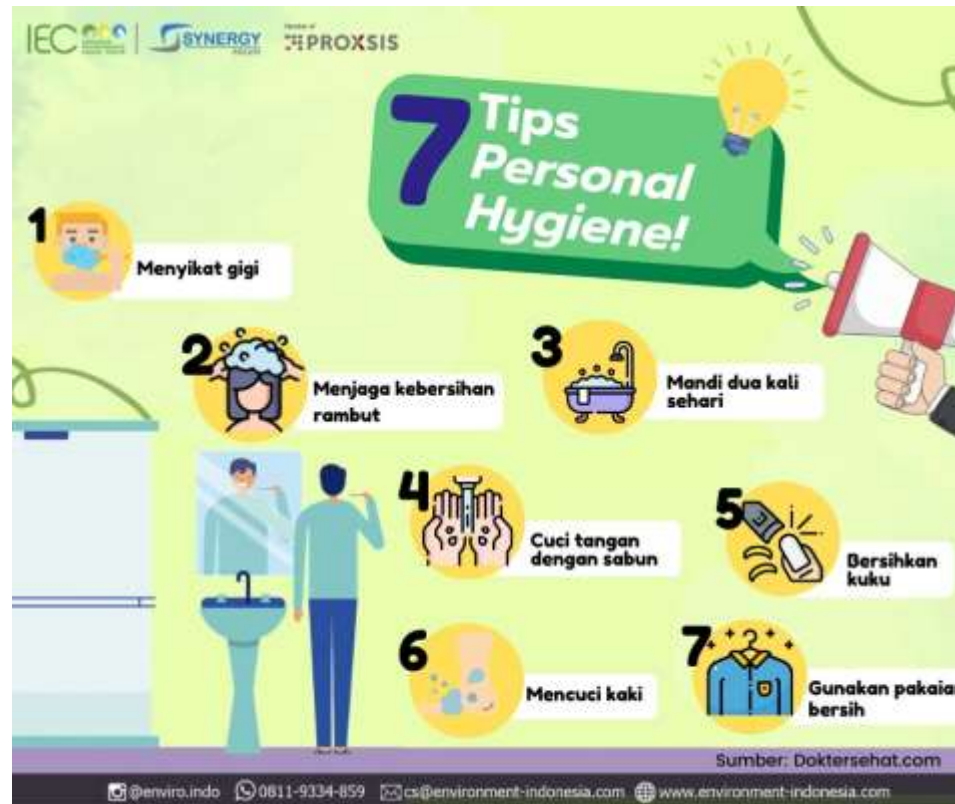 IEC
SYNERGY
PROXSIS
7 Tips
Personal
Hygiene!
1
Menyikat gigi
2
Menjaga kebersihan
rambut
3
Mandi dua kali
sehari
4
Cuci tangan
dengan sabun
5
Bersihkan
kuku
6
Mencuci kaki
7
Gunakan pakaian
bersih
Sumber: Doktersehat.com
@enviro.indo 0811-9334-859 cs@environment-indonesia.com www.environment-indonesia.com